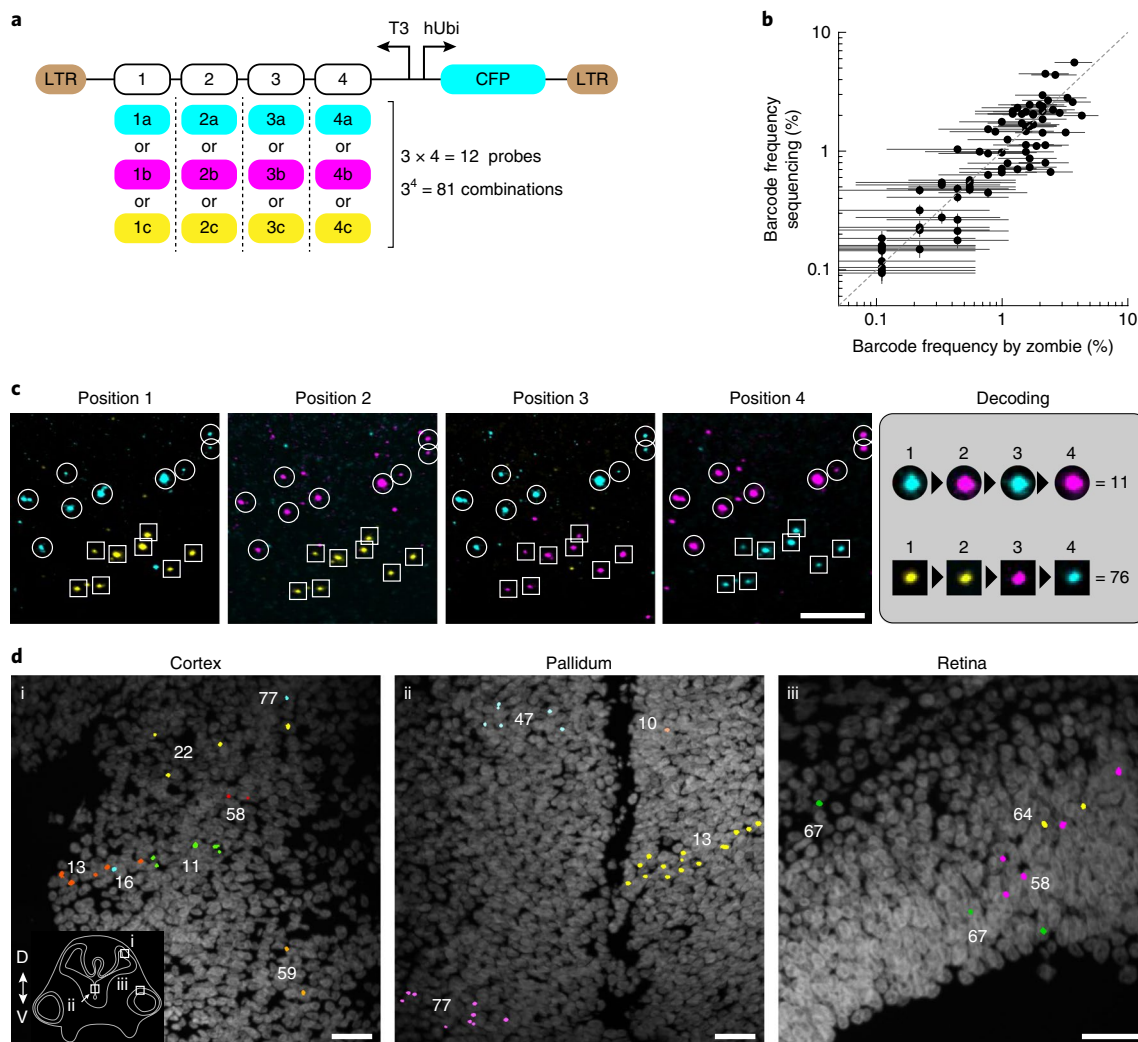 a
T3 hUbi
LTR 1 2 3 4 CFP LTR
1a 2a 3a 4a
or or or or
1b 2b 3b 4b
or or or or
1c 2c 3c 4c
3 × 4 = 12 probes
3⁴ = 81 combinations
b
Barcode frequency
sequencing (%)
10
1
0.1
0.1 1 10
Barcode frequency by zombie (%)
c
Position 1 Position 2 Position 3 Position 4 Decoding
1 2 3 4
= 11
1 2 3 4
= 76
d
Cortex Pallidum Retina
i
77
22
58
13
16
11
59
D
V
i
ii
iii
ii
47
10
13
77
iii
67
64
58
67